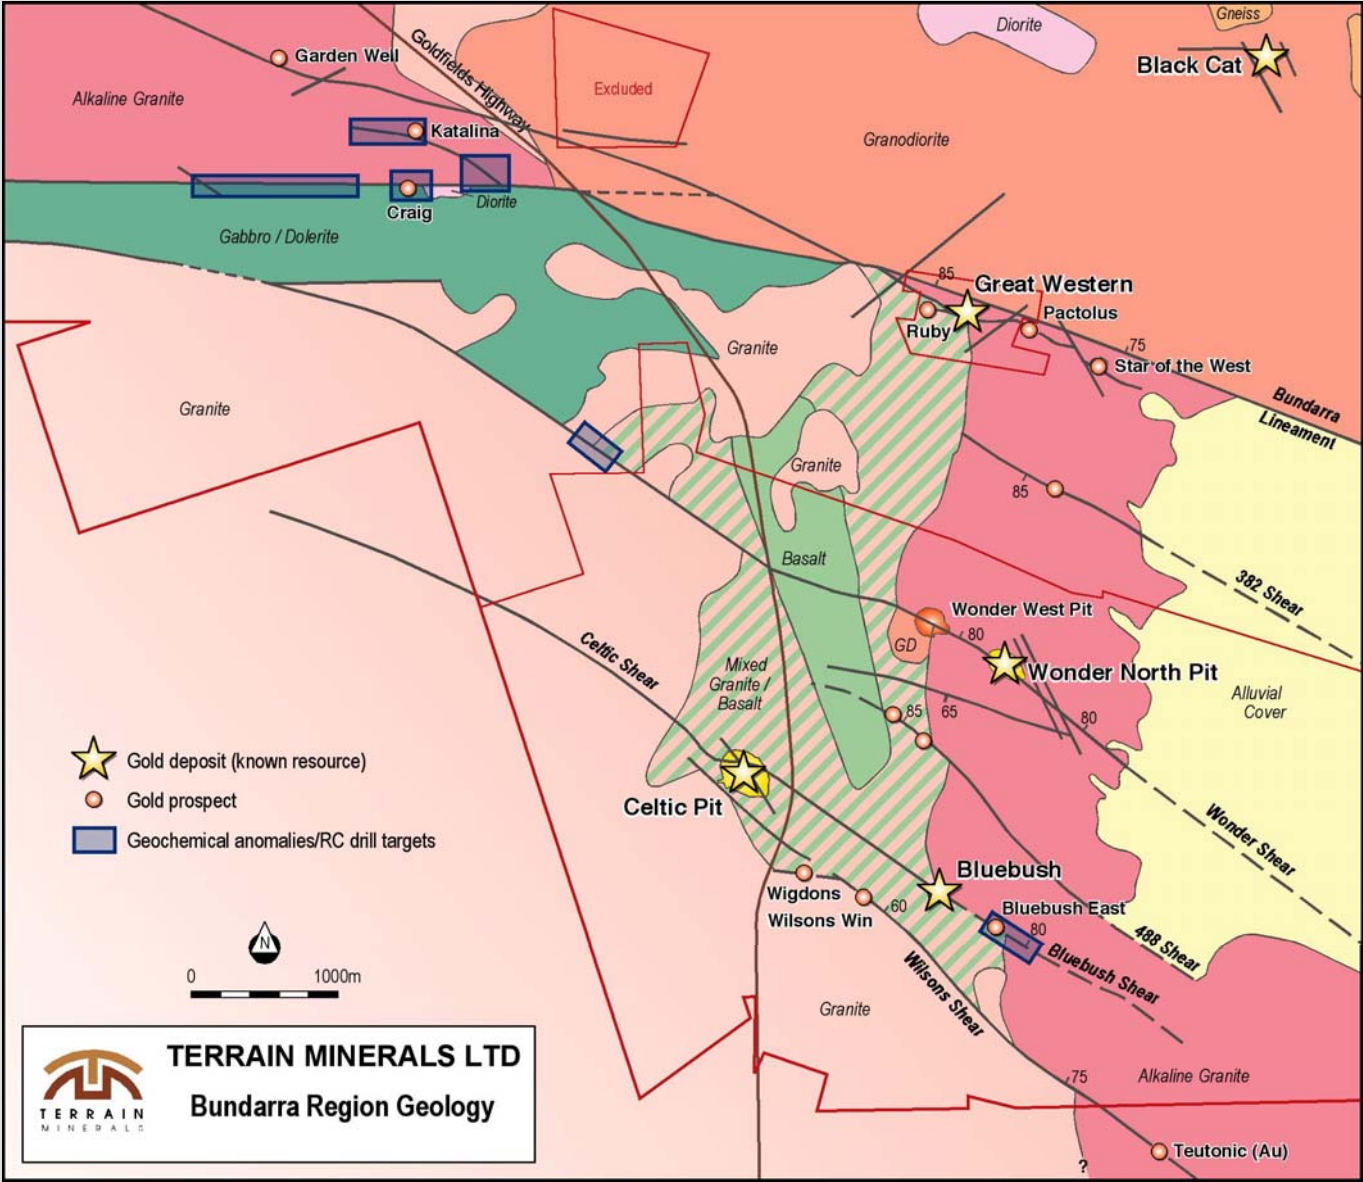 Gneiss
Diorite
Goldfields Highway
Garden Well
Black Cat
Excluded
Alkaline Granite
Katalina
Granodiorite
Diorite
Craig
Gabbro / Dolerite
85
Great Western
Pactolus
Ruby
75
Granite
Star of the West
Granite
Bundarra
Lineament
Granite
85
Basalt
382 Shear
Wonder West Pit
80
GD
Celtic Shear
Wonder North Pit
Mixed
Granite /
Basalt
Alluvial
Cover
85
65
80
Gold deposit (known resource)
Gold prospect
Celtic Pit
Wonder Shear
Geochemical anomalies/RC drill targets
Bluebush
Wigdons
Wilsons Win
60
Bluebush East
80
488 Shear
N
Bluebush Shear
0
1000m
Wilsons Shear
Granite
TERRAIN MINERALS LTD
Bundarra Region Geology
TERRAIN
MINERALS
75
Alkaline Granite
Teutonic (Au)
?